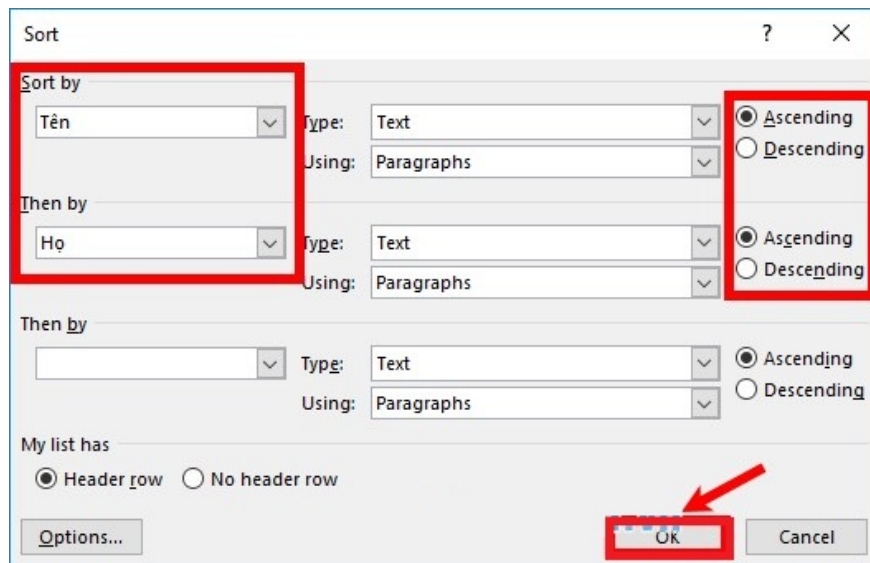 Sort ?
Sort by
Tên Type: Text Ascending
Using: Paragraphs Descending
Then by
Họ Type: Text Ascending
Using: Paragraphs Descending
Then by
Type: Text Ascending
Using: Paragraphs Descending
My list has
Header row No header row
Options... OK Cancel